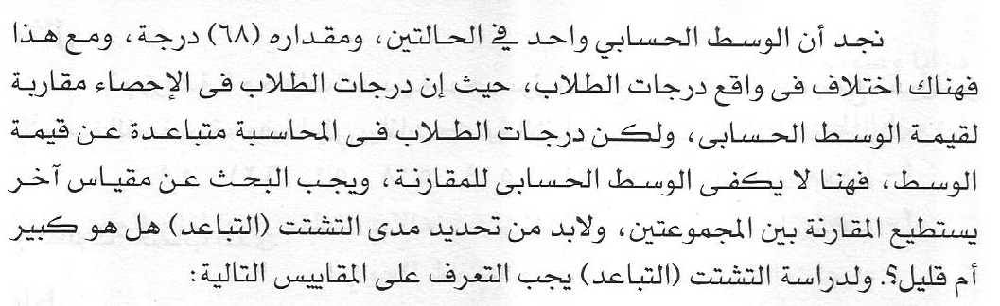 نجد أن الوسط الحسابي واحد في الحالتين، ومقداره (٦٨) درجة، ومع هذا
فهناك اختلاف فى واقع درجات الطلاب، حيث إن درجات الطلاب فى الإحصاء مقاربة
لقيمة الوسط الحسابى، ولكن درجات الطلاب فى المحاسبة متباعدة عن قيمة
الوسط، فهنا لا يكفى الوسط الحسابى للمقارنة، ويجب البحث عن مقياس آخر
يستطيع المقارنة بين المجموعتين، ولابد من تحديد مدى التشتت (التباعد) هل هو كبير
أم قليل؟. ولدراسة التشتت (التباعد) يجب التعرف على المقاييس التالية: